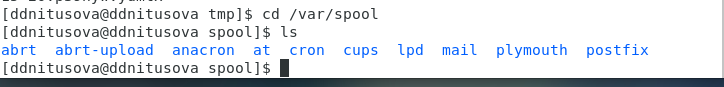 [ddnitusova@ddnitusova tmp]$ cd /var/spool
[ddnitusova@ddnitusova spool]$ ls
abrt  abrt-upload  anacron  at  cron  cups  lpd  mail  plymouth  postfix
[ddnitusova@ddnitusova spool]$